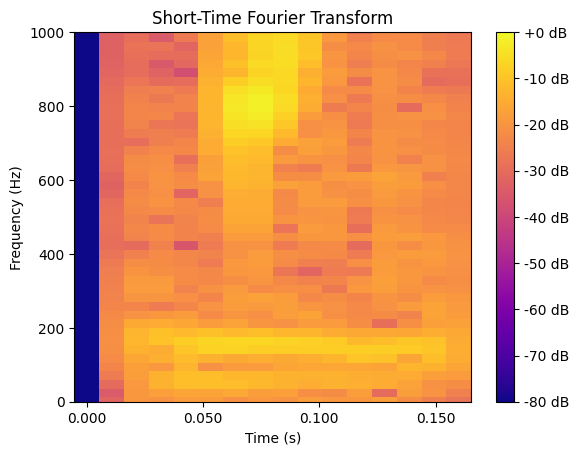 Short-Time Fourier Transform
1000
800
600
400
200
0
Frequency (Hz)
0.000
0.050
0.100
0.150
Time (s)
+0 dB
-10 dB
-20 dB
-30 dB
-40 dB
-50 dB
-60 dB
-70 dB
-80 dB